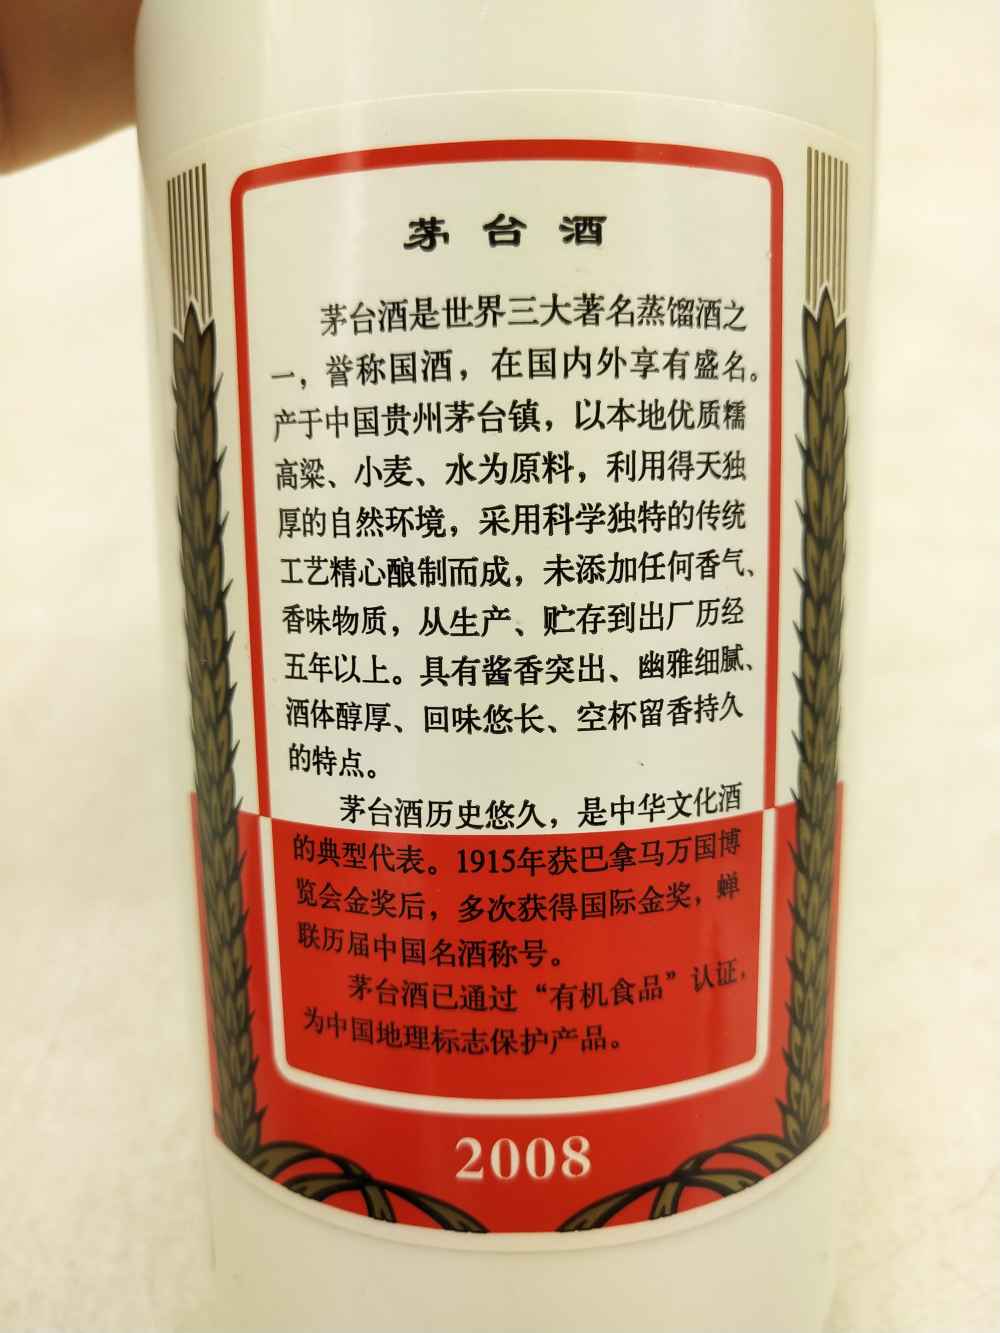 茅台酒
茅台酒是世界三大著名蒸馏酒之
一，誉称国酒，在国内外享有盛名。
产于中国贵州茅台镇，以本地优质糯
高粱、小麦、水为原料，利用得天独
厚的自然环境，采用科学独特的传统
工艺精心酿制而成，未添加任何香气、
香味物质，从生产、贮存到出厂历经
五年以上。具有酱香突出、幽雅细腻、
酒体醇厚、回味悠长、空杯留香持久
的特点。
茅台酒历史悠久，是中华文化酒
的典型代表。1915年获巴拿马万国博
览会金奖后，多次获得国际金奖，蝉
联历届中国名酒称号。
茅台酒已通过“有机食品”认证，
为中国地理标志保护产品。
2008